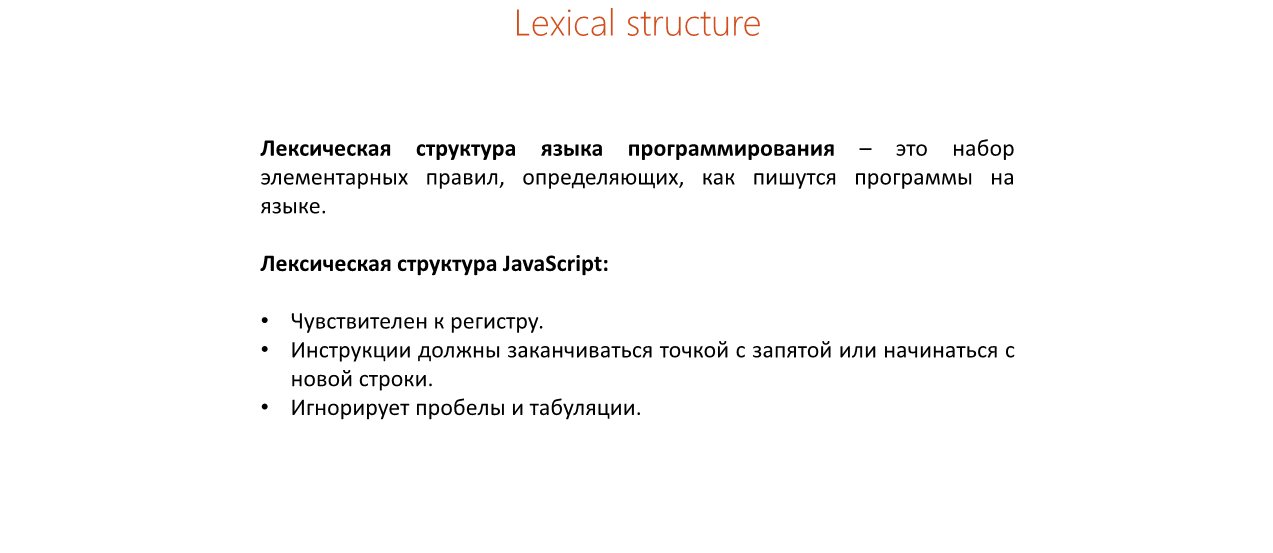 Lexical structure
Лексическая структура языка программирования – это набор
элементарных правил, определяющих, как пишутся программы на
языке.
Лексическая структура JavaScript:
• Чувствителен к регистру.
• Инструкции должны заканчиваться точкой с запятой или начинаться с
новой строки.
• Игнорирует пробелы и табуляции.